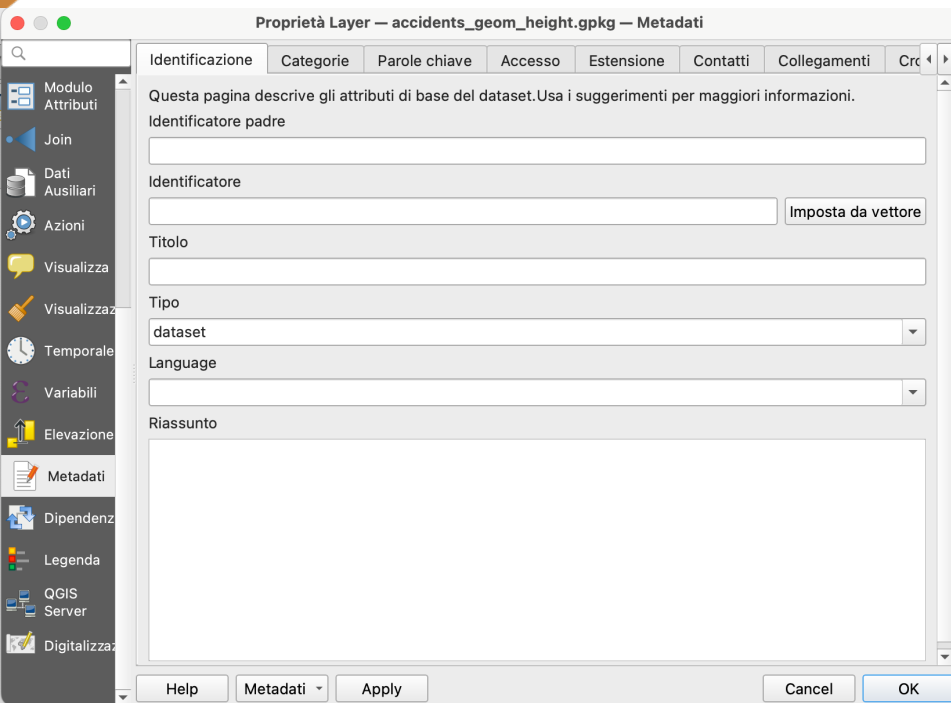 Proprietà Layer — accidents_geom_height.gpkg — Metadati
Modulo
Attributi
Join
Dati
Ausiliari
Azioni
Visualizza
Visualizzaz
Temporale
Variabili
Elevazione
Metadati
Dipendenz
Legenda
QGIS
Server
Digitalizzaz
Identificazione Categorie Parole chiave Accesso Estensione Contatti Collegamenti Cro
Questa pagina descrive gli attributi di base del dataset.Usa i suggerimenti per maggiori informazioni.
Identificatore padre
Identificatore
Imposta da vettore
Titolo
Tipo
dataset
Language
Riassunto
Help Metadati Apply Cancel OK